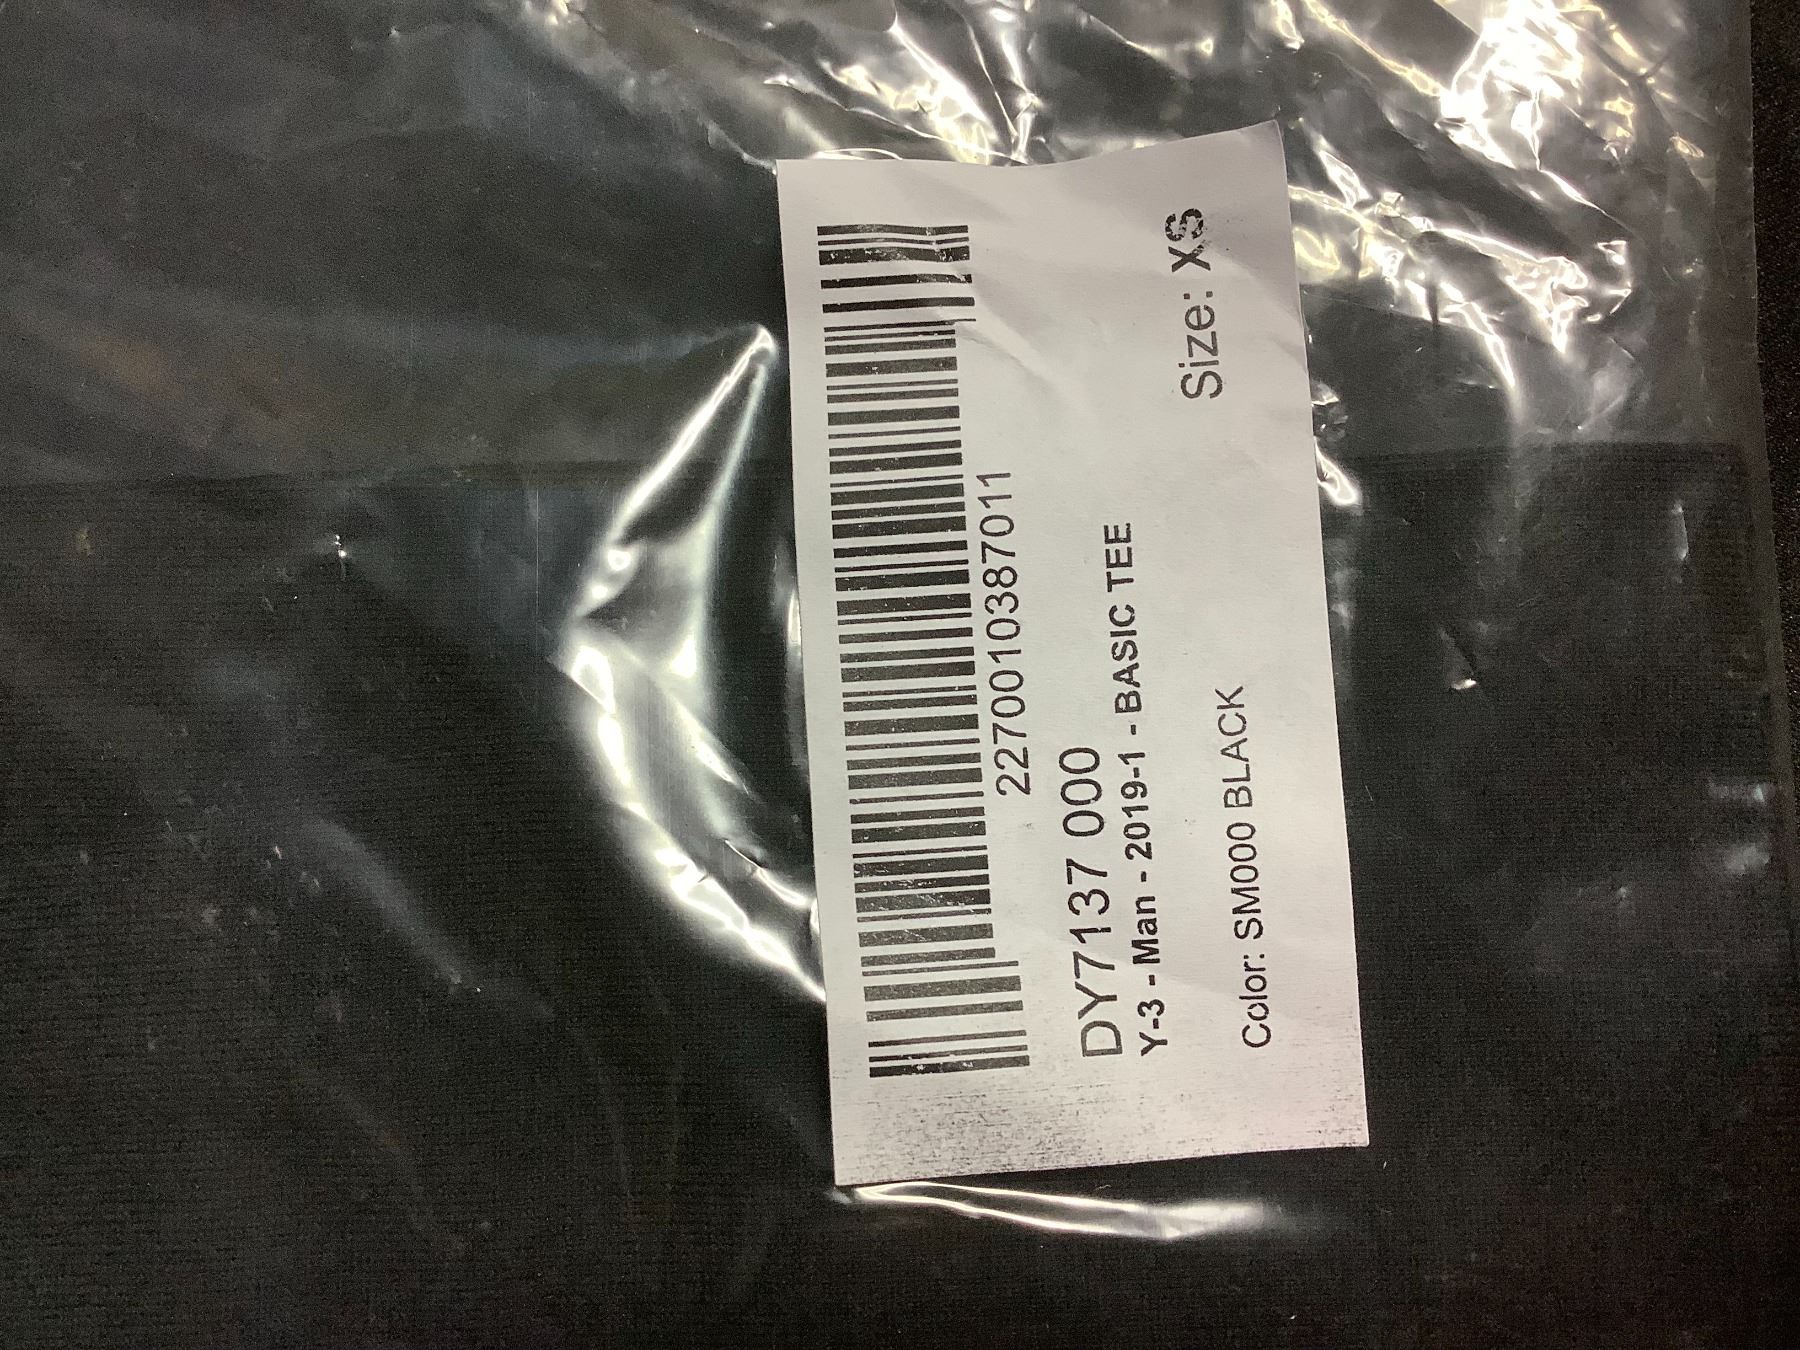 2270010387011
DY7137 000
Y-3 - Man - 2019-1 - BASIC TEE
Size: XS
Color: SM000 BLACK